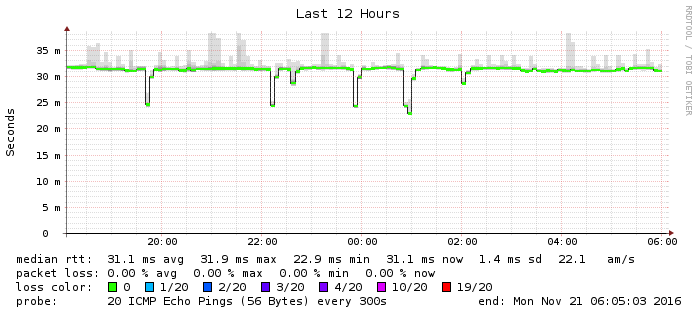 Last 12 Hours
RRDTOOL / TOBI OETIKER
Seconds
35 m
30 m
25 m
20 m
15 m
10 m
5 m
0
20:00 22:00 00:00 02:00 04:00 06:00
median rtt: 31.1 ms avg 31.9 ms max 22.9 ms min 31.1 ms now 1.4 ms sd 22.1 am/s
packet loss: 0.00 % avg 0.00 % max 0.00 % min 0.00 % now
loss color: 0 1/20 2/20 3/20 4/20 10/20 19/20
probe: 20 ICMP Echo Pings (56 Bytes) every 300s end: Mon Nov 21 06:05:03 2016